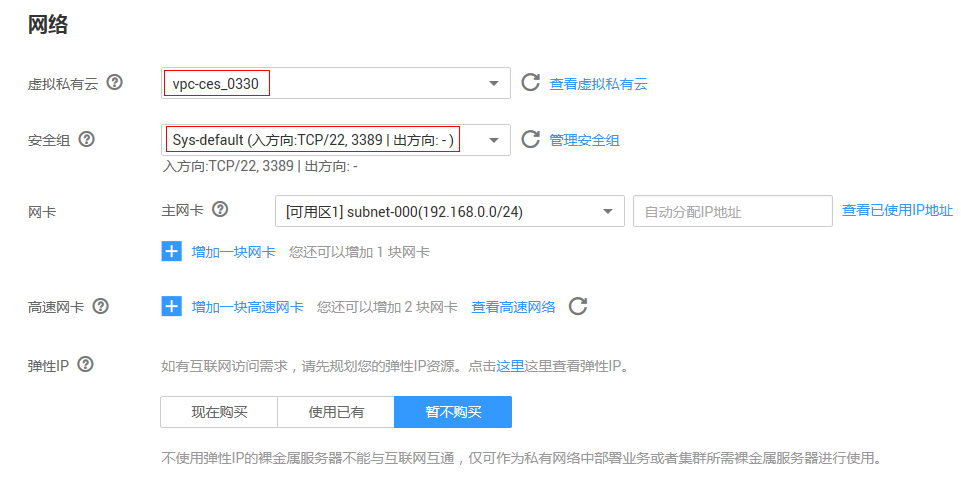 网络
虚拟私有云 vpc-ces_0330 查看虚拟私有云
安全组 Sys-default (入方向:TCP/22, 3389 | 出方向: - ) 管理安全组
入方向:TCP/22, 3389 | 出方向: -
网卡 主网卡 [可用区1] subnet-000(192.168.0.0/24) 自动分配IP地址 查看已使用IP地址
增加一块网卡 您还可以增加 1 块网卡
高速网卡 增加一块高速网卡 您还可以增加 2 块网卡 查看高速网络
弹性IP 如有互联网访问需求，请先规划您的弹性IP资源。点击这里这里查看弹性IP。
现在购买 使用已有 暂不购买
不使用弹性IP的裸金属服务器不能与互联网互通，仅可作为私有网络中部署业务或者集群所需裸金属服务器进行使用。